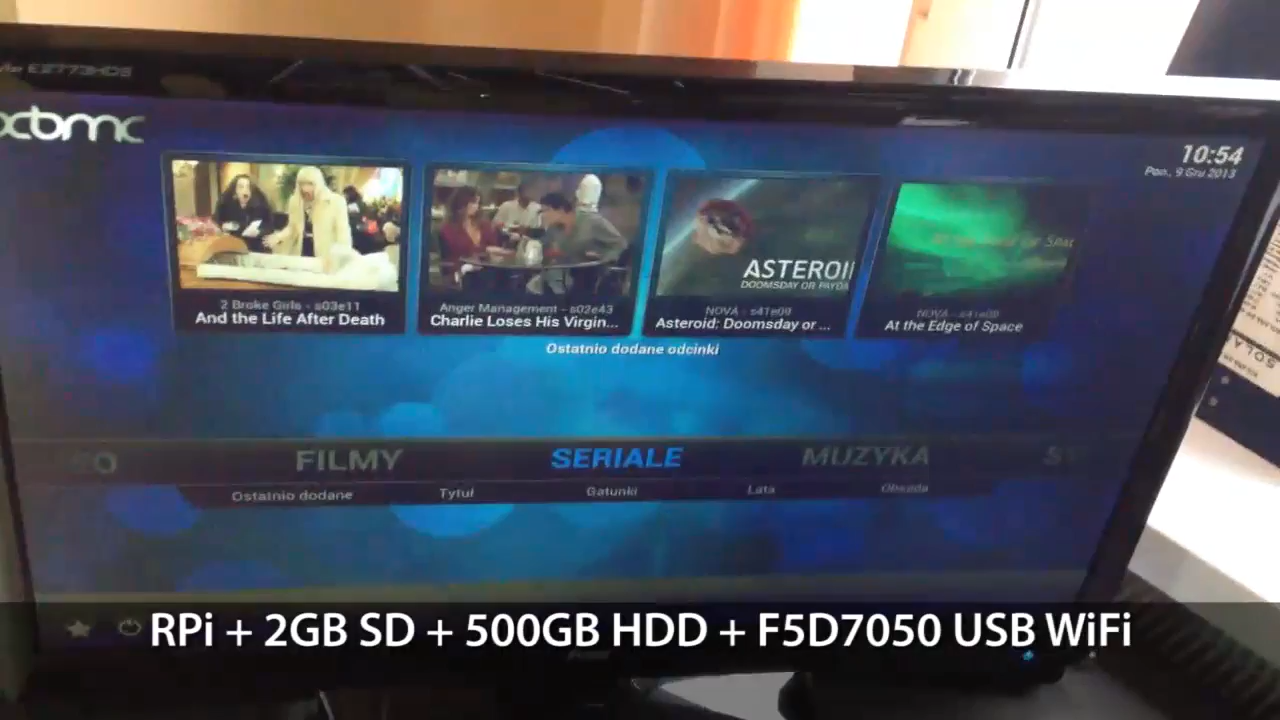 E2773HDS
xbmc
10:54
Pon., 9 Gru 2013
ASTEROI
DOOMSDAY OR PAYDA
2 Broke Girls - s03e11
And the Life After Death
Anger Management - s02e43
Charlie Loses His Virgin...
NOVA - s41e09
Asteroid: Doomsday or ...
NOVA - s41e08
At the Edge of Space
Ostatnio dodane odcinki
FILMY
SERIALE
MUZYKA
Ostatnio dodane
Tytuł
Gatunki
Lata
Obsada
RPi + 2GB SD + 500GB HDD + F5D7050 USB WiFi